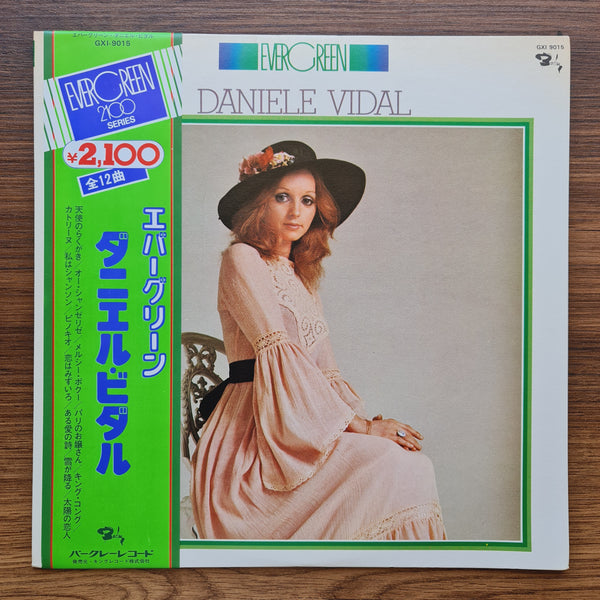 エバーグリーン・ダニエル・ビダル
GXI-9015
EVERGREEN
2100
SERIES
¥2,100
全12曲
エバーグリーン
ダニエル・ビダル
天使のらくがき/オー・シャンゼリゼ/メルシー・ボクー/パリのお嬢さん/キング・コング
カトリーヌ/私はシャンソン/ピノキオ/恋はみずいろ/ある愛の詩/雪が降る/太陽の恋人
バークレーレコード
発売元・キングレコード株式会社
EVERGREEN
GXI 9015
DANIELE VIDAL